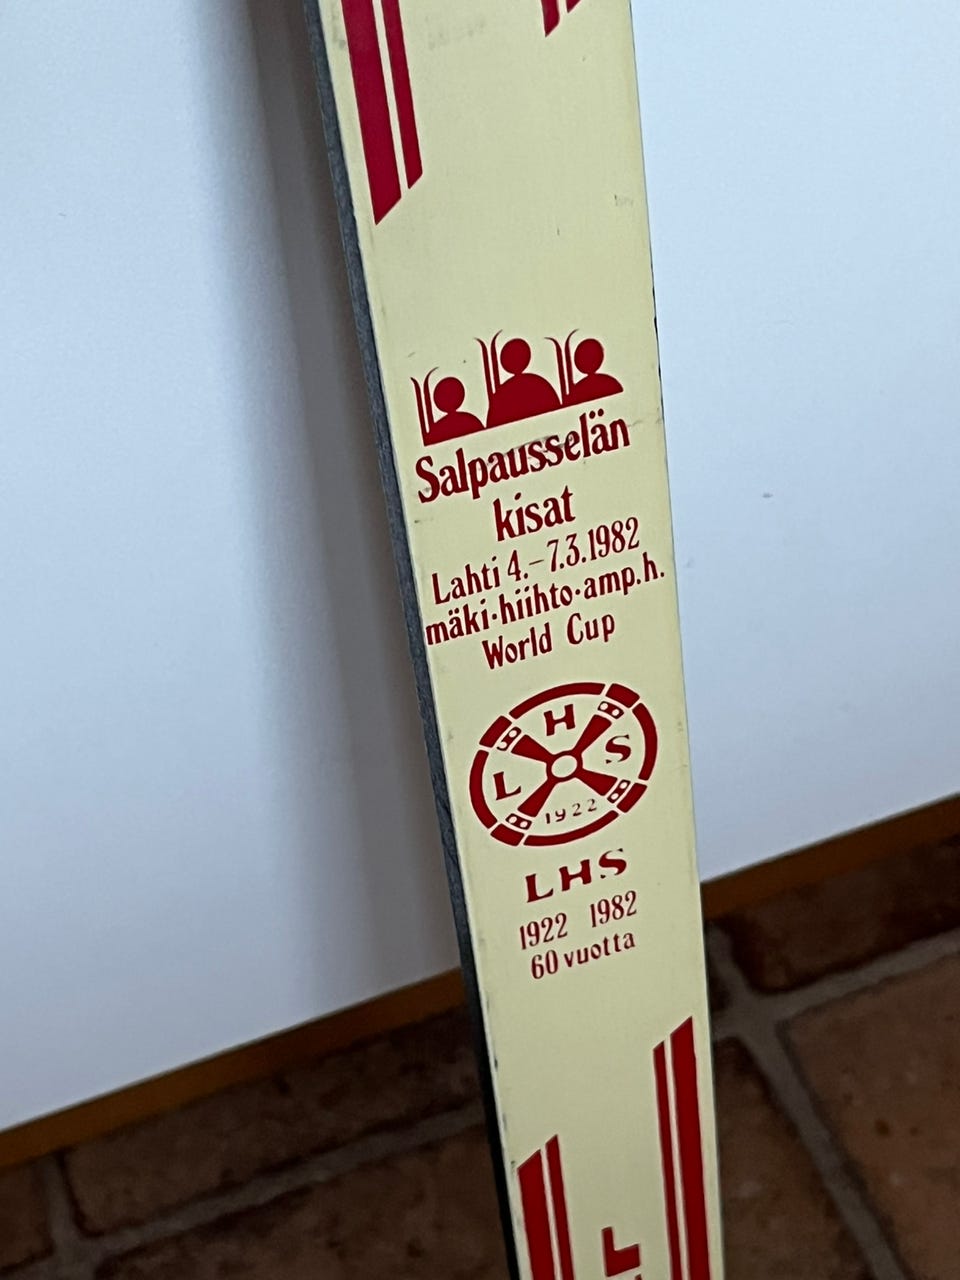 Salpausselän
kisat
Lahti 4.–7.3.1982
mäki·hiihto·amp.h.
World Cup
L H S
1922
LHS
1922 1982
60 vuotta
L